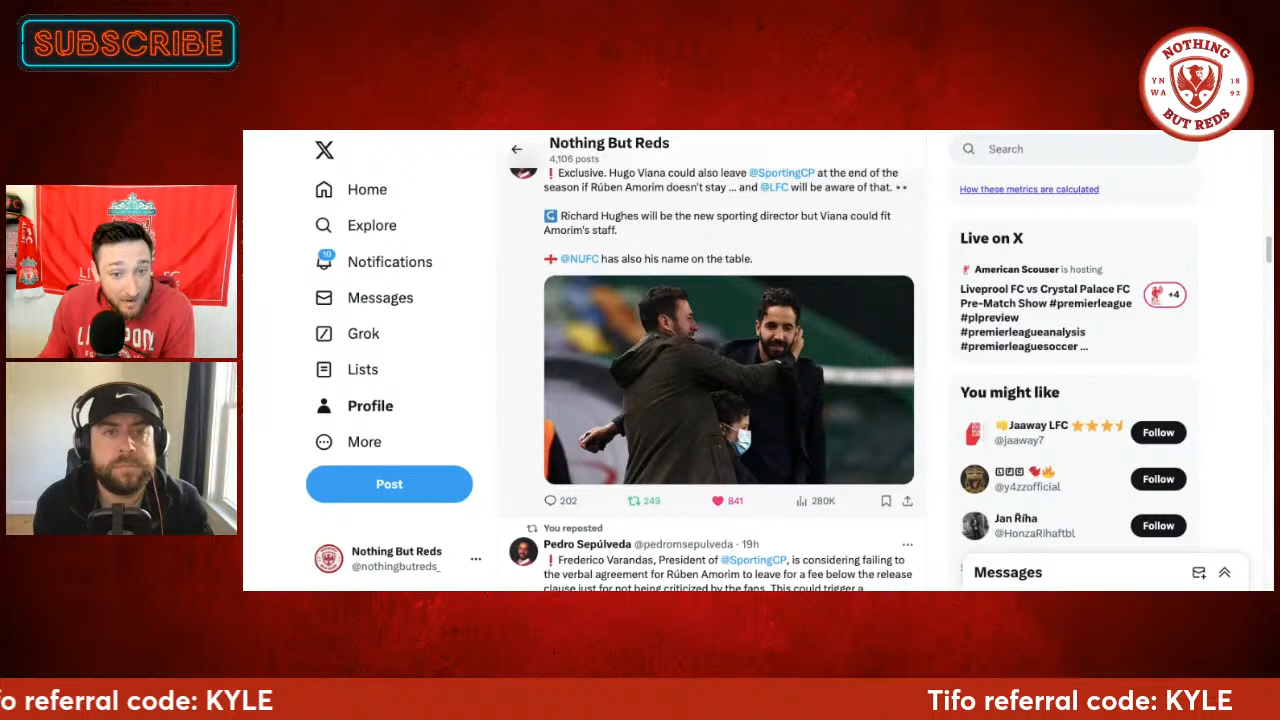 SUBSCRIBE
NOTHING
YN
WA
18
92
BUT REDS
Home
Explore
10
Notifications
Messages
Grok
Lists
Profile
More
Post
Nothing But Reds
@nothingbutreds_
Nothing But Reds
4,106 posts
❗ Exclusive. Hugo Viana could also leave @SportingCP at the end of the
season if Rúben Amorim doesn't stay ... and @LFC will be aware of that. 👀
Richard Hughes will be the new sporting director but Viana could fit
Amorim's staff.
@NUFC has also his name on the table.
202
249
841
280K
You reposted
Pedro Sepúlveda @pedromsepulveda · 19h
❗ Frederico Varandas, President of @SportingCP, is considering failing to
the verbal agreement for Rúben Amorim to leave for a fee below the release
clause just for not being criticized by the fans. This could trigger a
Search
How these metrics are calculated
Live on X
American Scouser is hosting
Liverpool FC vs Crystal Palace FC
Pre-Match Show #premierleague
#plpreview
#premierleagueanalysis
#premierleaguesoccer ...
+4
You might like
Jaaway LFC
@jaaway7
Follow
LFC
@y4zzofficial
Follow
Jan Říha
@HonzaRihaftbl
Follow
Messages
fo referral code: KYLE
Tifo referral code: KYLE